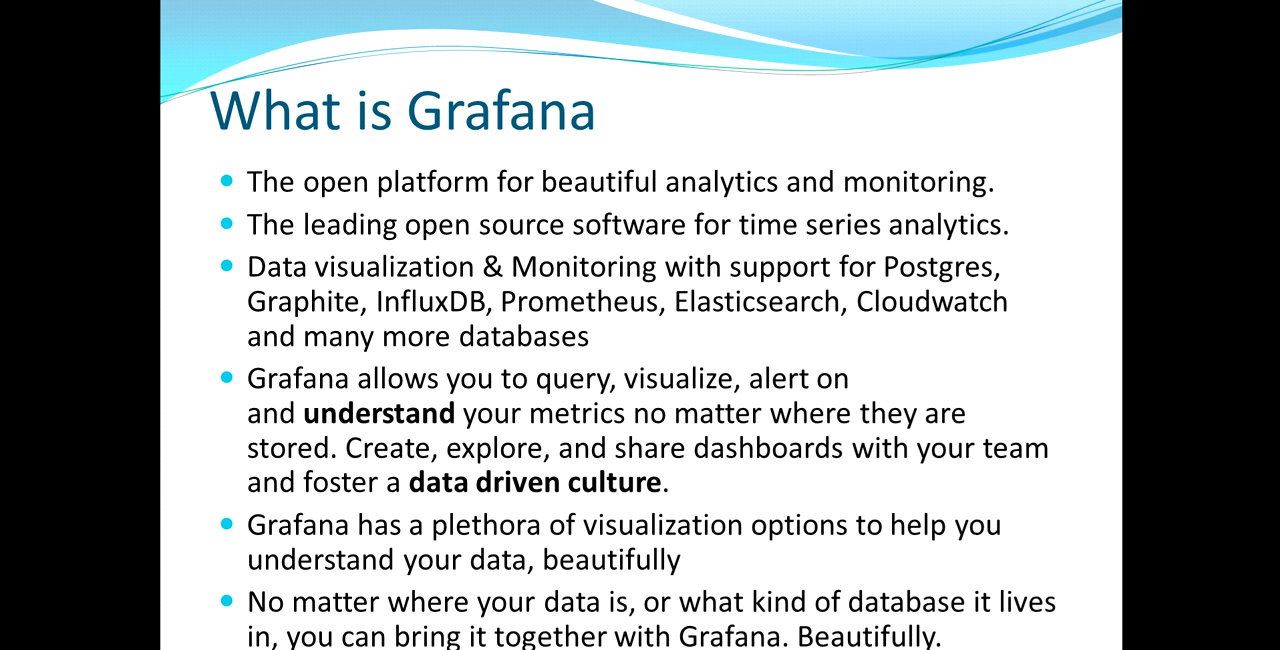 What is Grafana
The open platform for beautiful analytics and monitoring.
The leading open source software for time series analytics.
Data visualization & Monitoring with support for Postgres,
Graphite, InfluxDB, Prometheus, Elasticsearch, Cloudwatch
and many more databases
Grafana allows you to query, visualize, alert on
and understand your metrics no matter where they are
stored. Create, explore, and share dashboards with your team
and foster a data driven culture.
Grafana has a plethora of visualization options to help you
understand your data, beautifully
No matter where your data is, or what kind of database it lives
in, you can bring it together with Grafana. Beautifully.